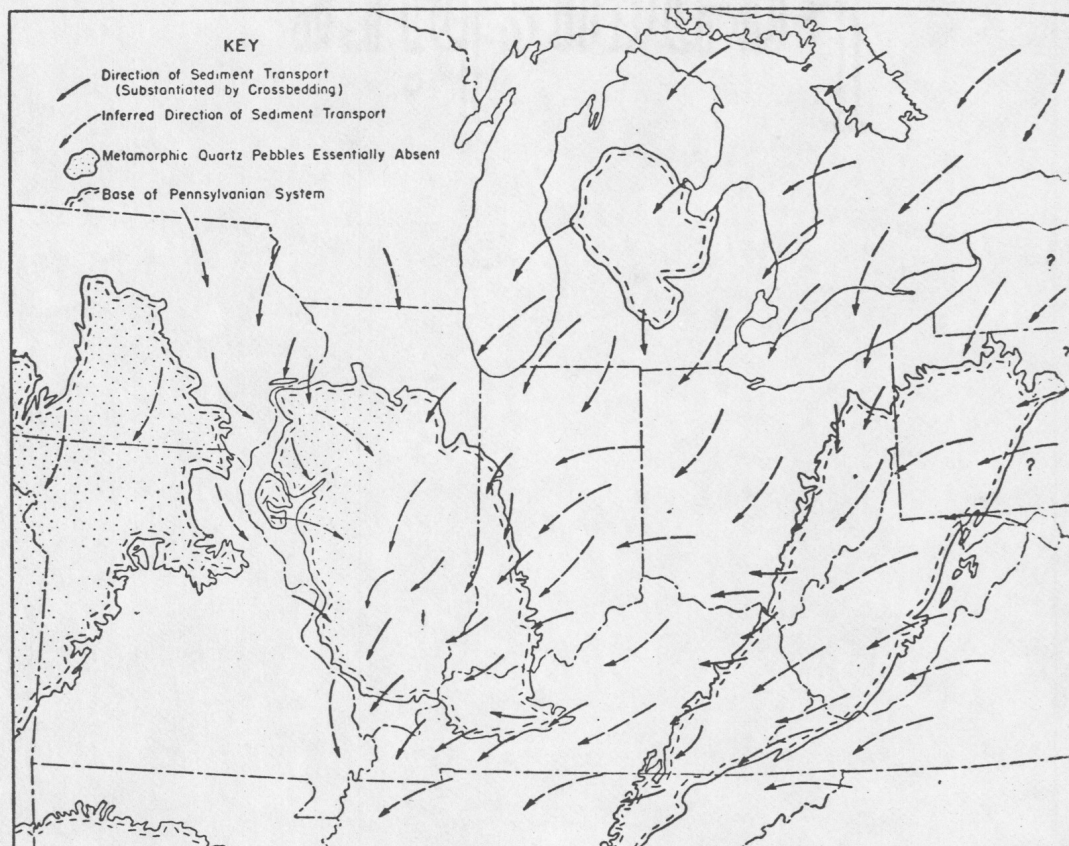 KEY
Direction of Sediment Transport
(Substantiated by Crossbedding)
Inferred Direction of Sediment Transport
Metamorphic Quartz Pebbles Essentially Absent
Base of Pennsylvanian System
?
?
?